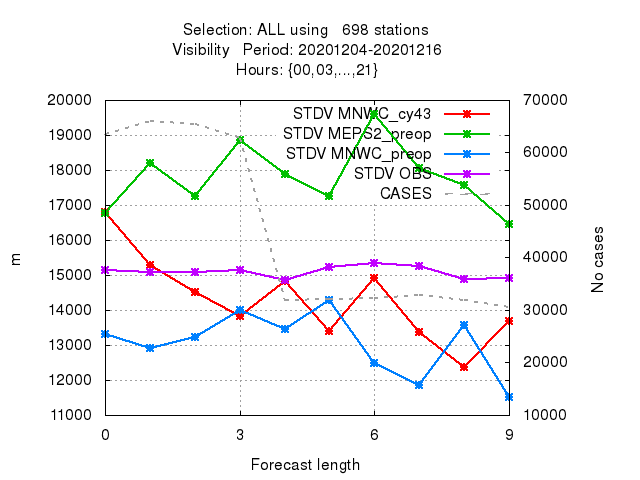 Selection: ALL using   698 stations
Visibility   Period: 20201204-20201216
Hours: {00,03,...,21}
20000
19000
18000
17000
16000
15000
14000
13000
12000
11000
70000
60000
50000
40000
30000
20000
10000
STDV MNWC_cy43
STDV MEPS2_preop
STDV MNWC_preop
STDV OBS
CASES
m
No cases
0
3
6
9
Forecast length